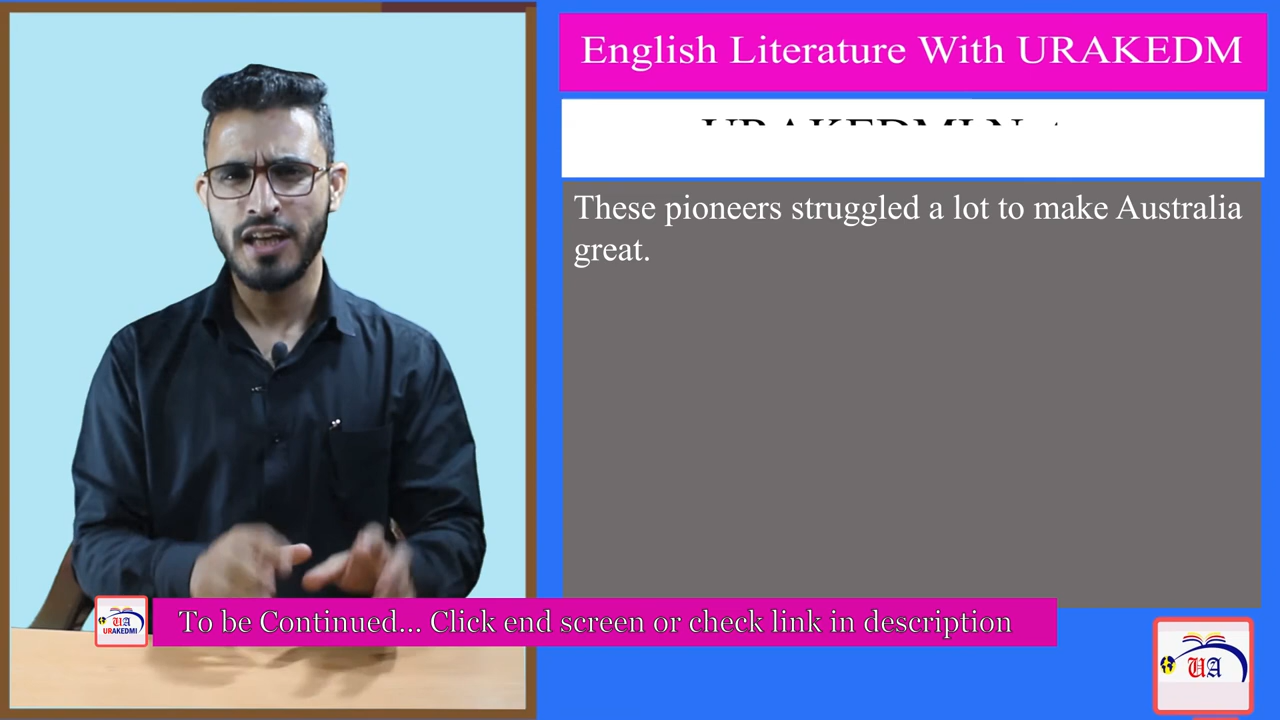 English Literature With URAKEDM
These pioneers struggled a lot to make Australia
great.
To be Continued... Click end screen or check link in description
UA
URAKEDMI
UA